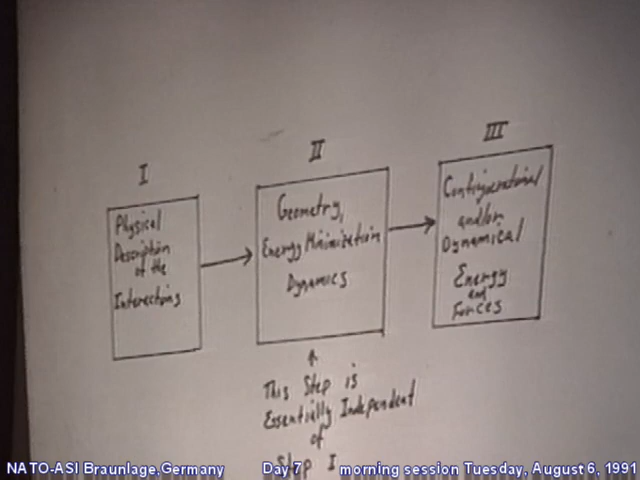 I
Physical
Description
of the
Interactions
II
Geometry,
Energy Minimization
Dynamics
III
Configurational
and/or
Dynamical
Energy
and
Forces
This Step is
Essentially Independent
of
Step I
NATO-ASI Braunlage,Germany Day 7 morning session Tuesday, August 6, 1991